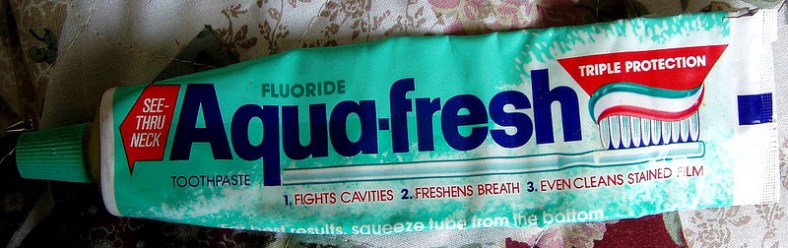 SEE-
THRU
NECK
FLUORIDE
Aqua-fresh
TOOTHPASTE
TRIPLE PROTECTION
1. FIGHTS CAVITIES 2. FRESHENS BREATH 3. EVEN CLEANS STAINED FILM
For best results, squeeze tube from the bottom.